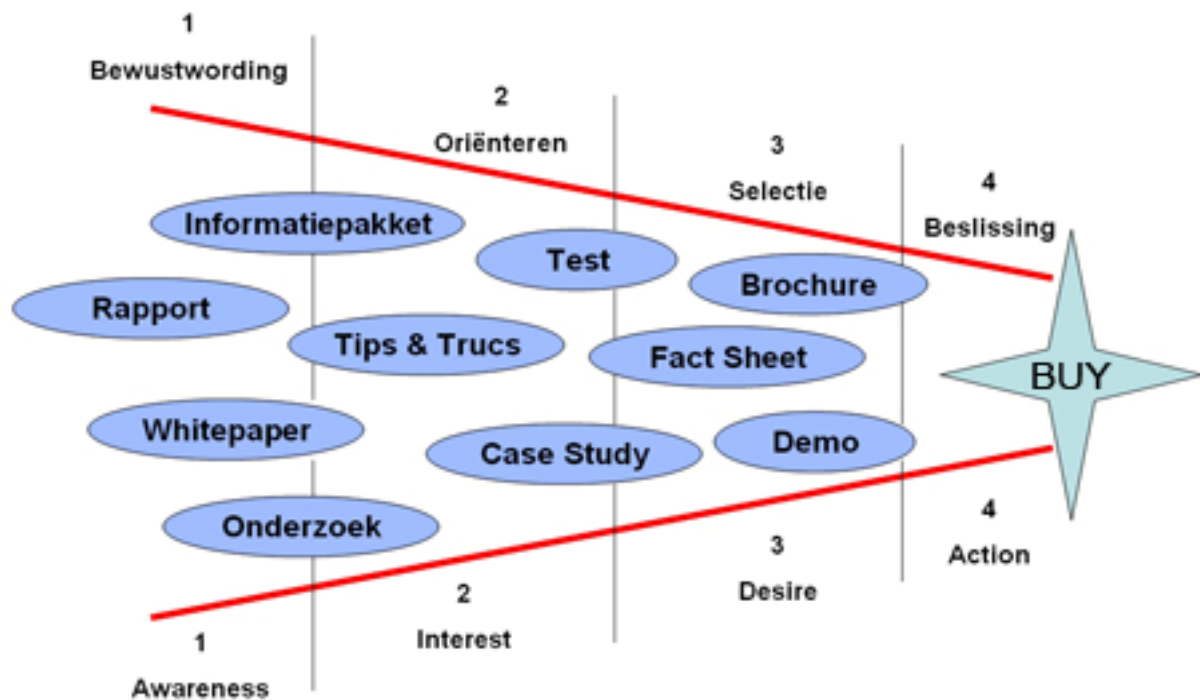 1
Bewustwording
2
Oriënteren
3
Selectie
4
Beslissing
Informatiepakket
Test
Brochure
Rapport
Tips & Trucs
Fact Sheet
BUY
Whitepaper
Case Study
Demo
Onderzoek
4
Action
3
Desire
2
Interest
1
Awareness